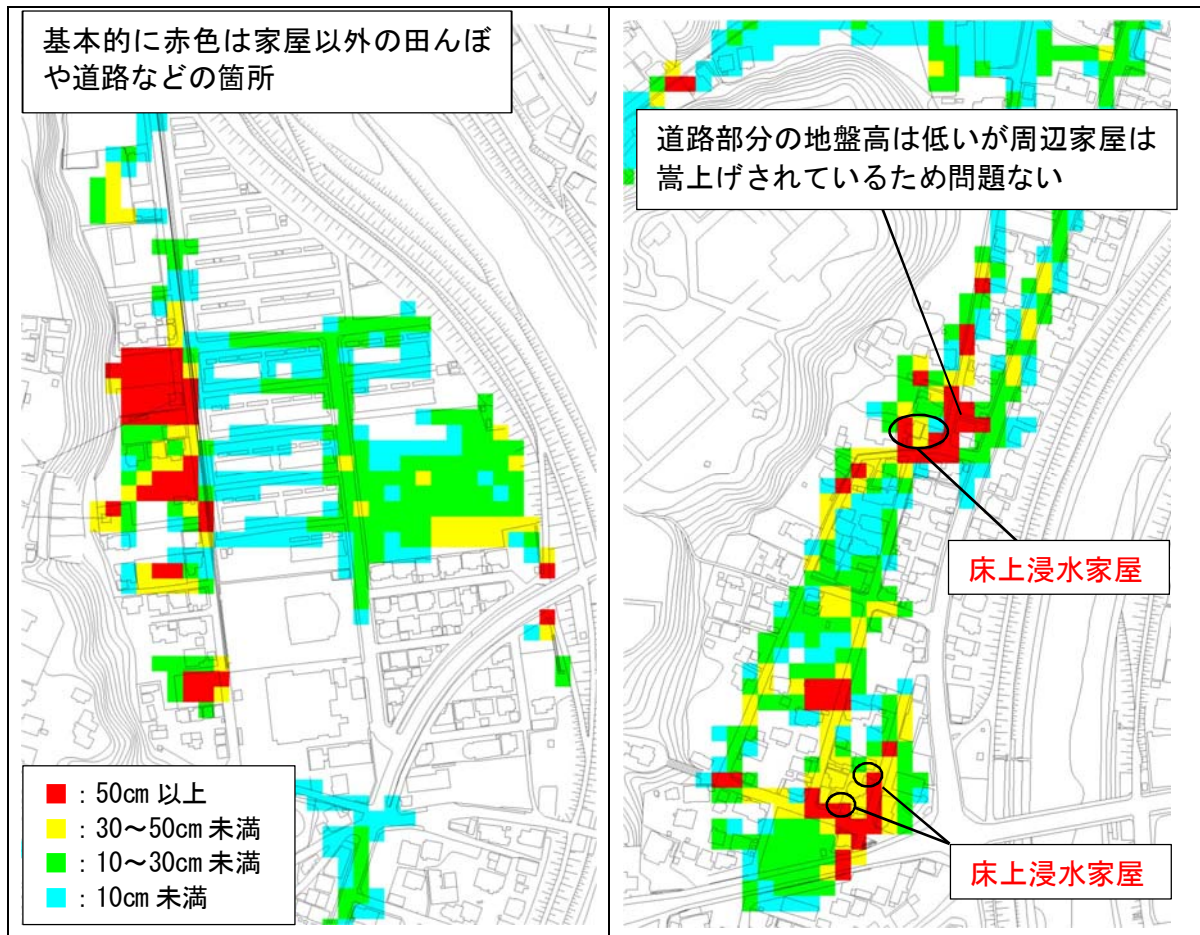 基本的に赤色は家屋以外の田んぼ
や道路などの箇所
道路部分の地盤高は低いが周辺家屋は
嵩上げされているため問題ない
床上浸水家屋
床上浸水家屋
■：50cm 以上
■：30～50cm 未満
■：10～30cm 未満
■：10cm 未満